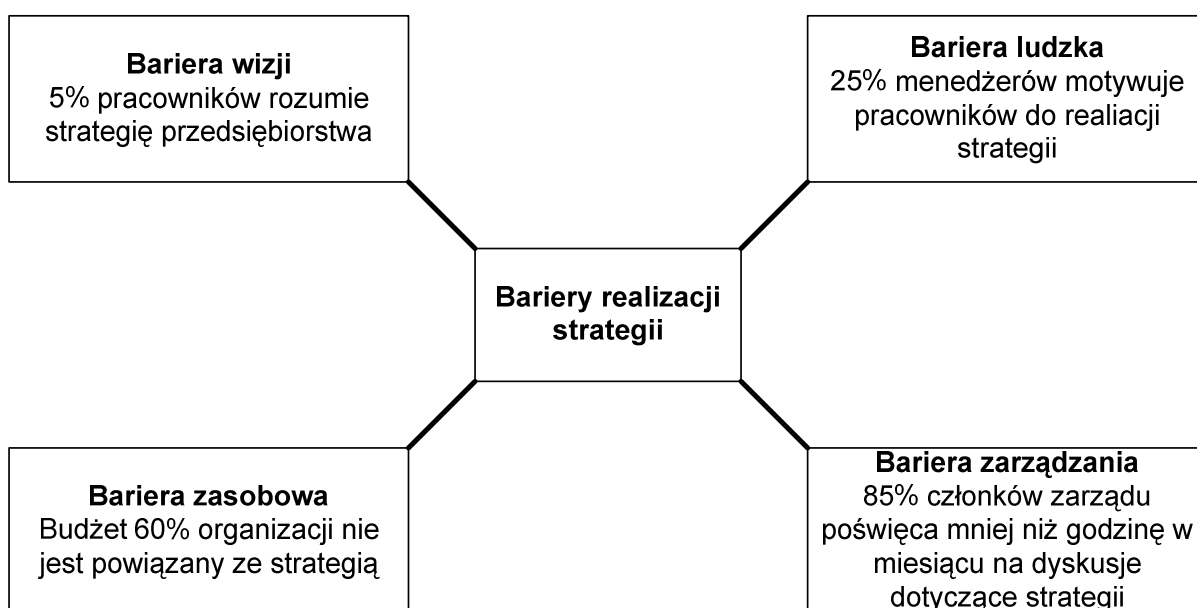 Bariera wizji
5% pracowników rozumie
strategię przedsiębiorstwa
Bariera ludzka
25% menedżerów motywuje
pracowników do realiacji
strategii
Bariery realizacji
strategii
Bariera zasobowa
Budżet 60% organizacji nie
jest powiązany ze strategią
Bariera zarządzania
85% członków zarządu
poświęca mniej niż godzinę w
miesiącu na dyskusje
dotyczące strategii